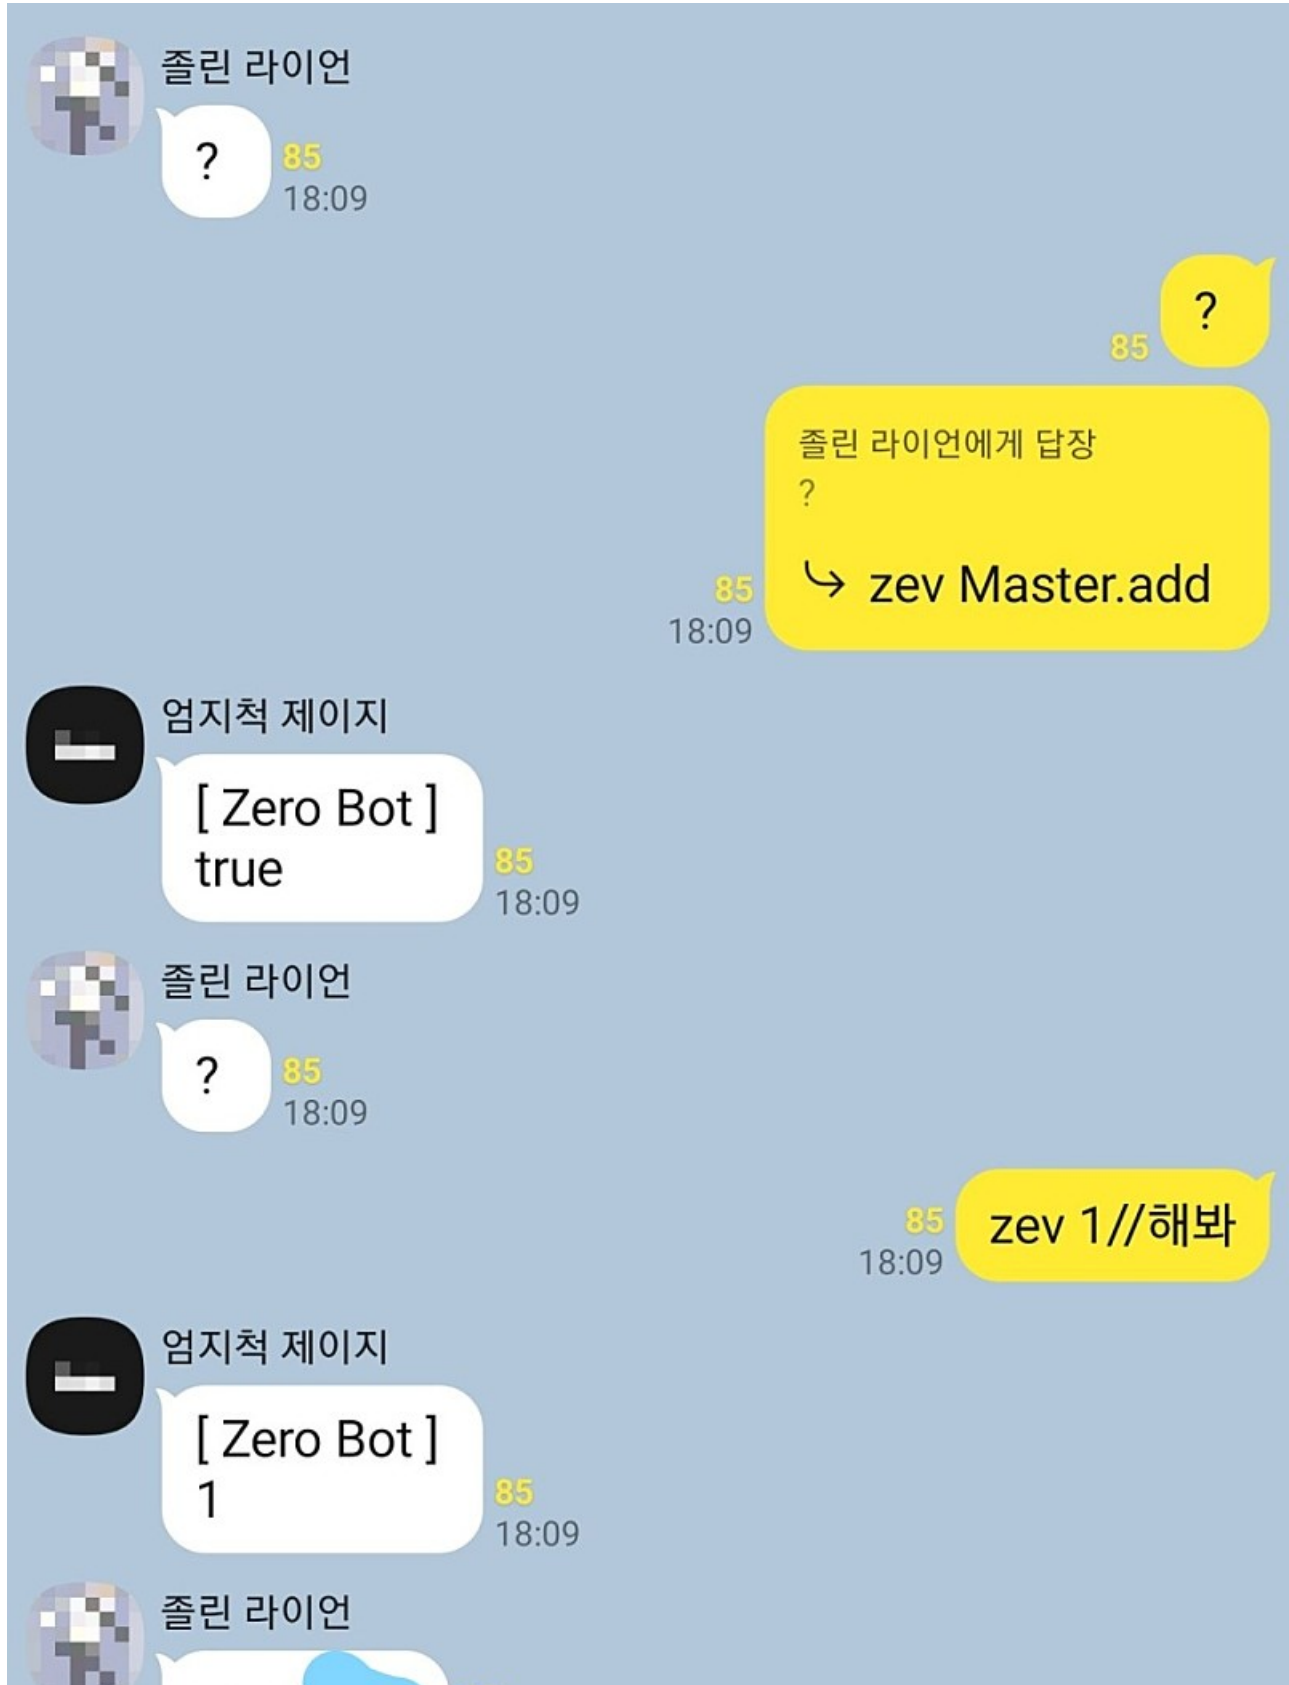 졸린 라이언
?
85
18:09
?
85
졸린 라이언에게 답장
?
zev Master.add
85
18:09
엄지척 제이지
[ Zero Bot ]
true
85
18:09
졸린 라이언
?
85
18:09
zev 1//해봐
85
18:09
엄지척 제이지
[ Zero Bot ]
1
85
18:09
졸린 라이언